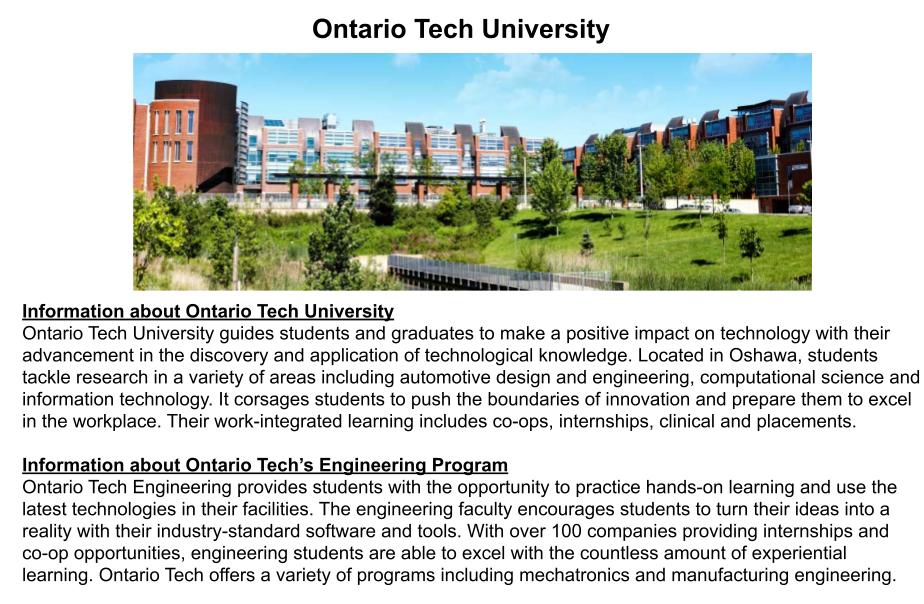 Ontario Tech University
Information about Ontario Tech University
Ontario Tech University guides students and graduates to make a positive impact on technology with their
advancement in the discovery and application of technological knowledge. Located in Oshawa, students
tackle research in a variety of areas including automotive design and engineering, computational science and
information technology. It corsages students to push the boundaries of innovation and prepare them to excel
in the workplace. Their work-integrated learning includes co-ops, internships, clinical and placements.
Information about Ontario Tech's Engineering Program
Ontario Tech Engineering provides students with the opportunity to practice hands-on learning and use the
latest technologies in their facilities. The engineering faculty encourages students to turn their ideas into a
reality with their industry-standard software and tools. With over 100 companies providing internships and
co-op opportunities, engineering students are able to excel with the countless amount of experiential
learning. Ontario Tech offers a variety of programs including mechatronics and manufacturing engineering.